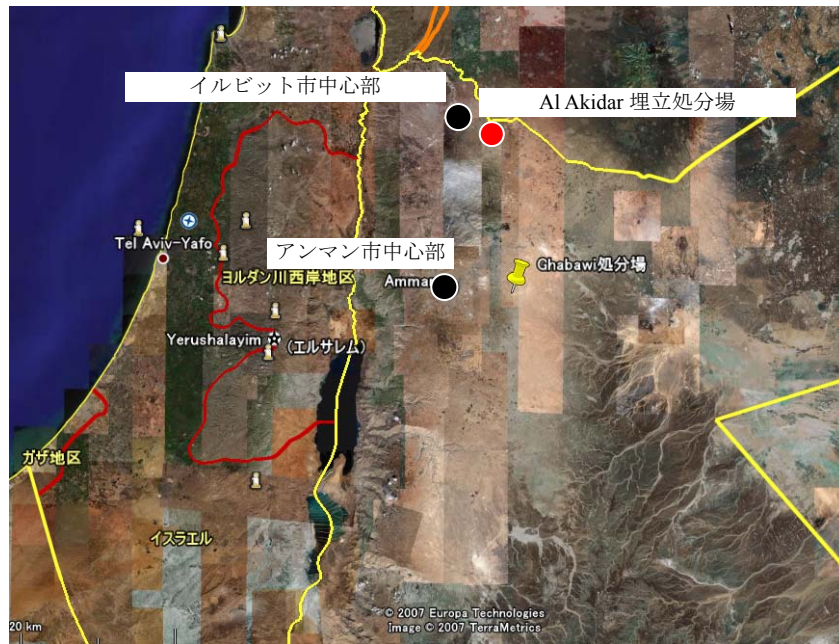 イルビット市中心部
Al Akidar 埋立処分場
Tel Aviv-Yafo
アンマン市中心部
ヨルダン川西岸地区
Amman
Ghabawi処分場
Yerushalayim
(エルサレム)
ガザ地区
イスラエル
20 km
© 2007 Europa Technologies
Image © 2007 TerraMetrics